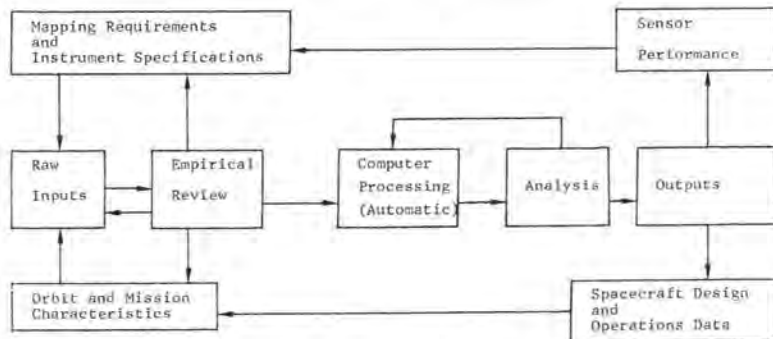 Mapping Requirements
and
Instrument Specifications
Sensor
Performance
Raw
Inputs
Empirical
Review
Computer
Processing
(Automatic)
Analysis
Outputs
Orbit and Mission
Characteristics
Spacecraft Design
and
Operations Data